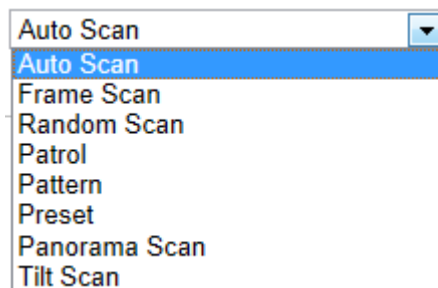 Auto Scan
Auto Scan
Frame Scan
Random Scan
Patrol
Pattern
Preset
Panorama Scan
Tilt Scan